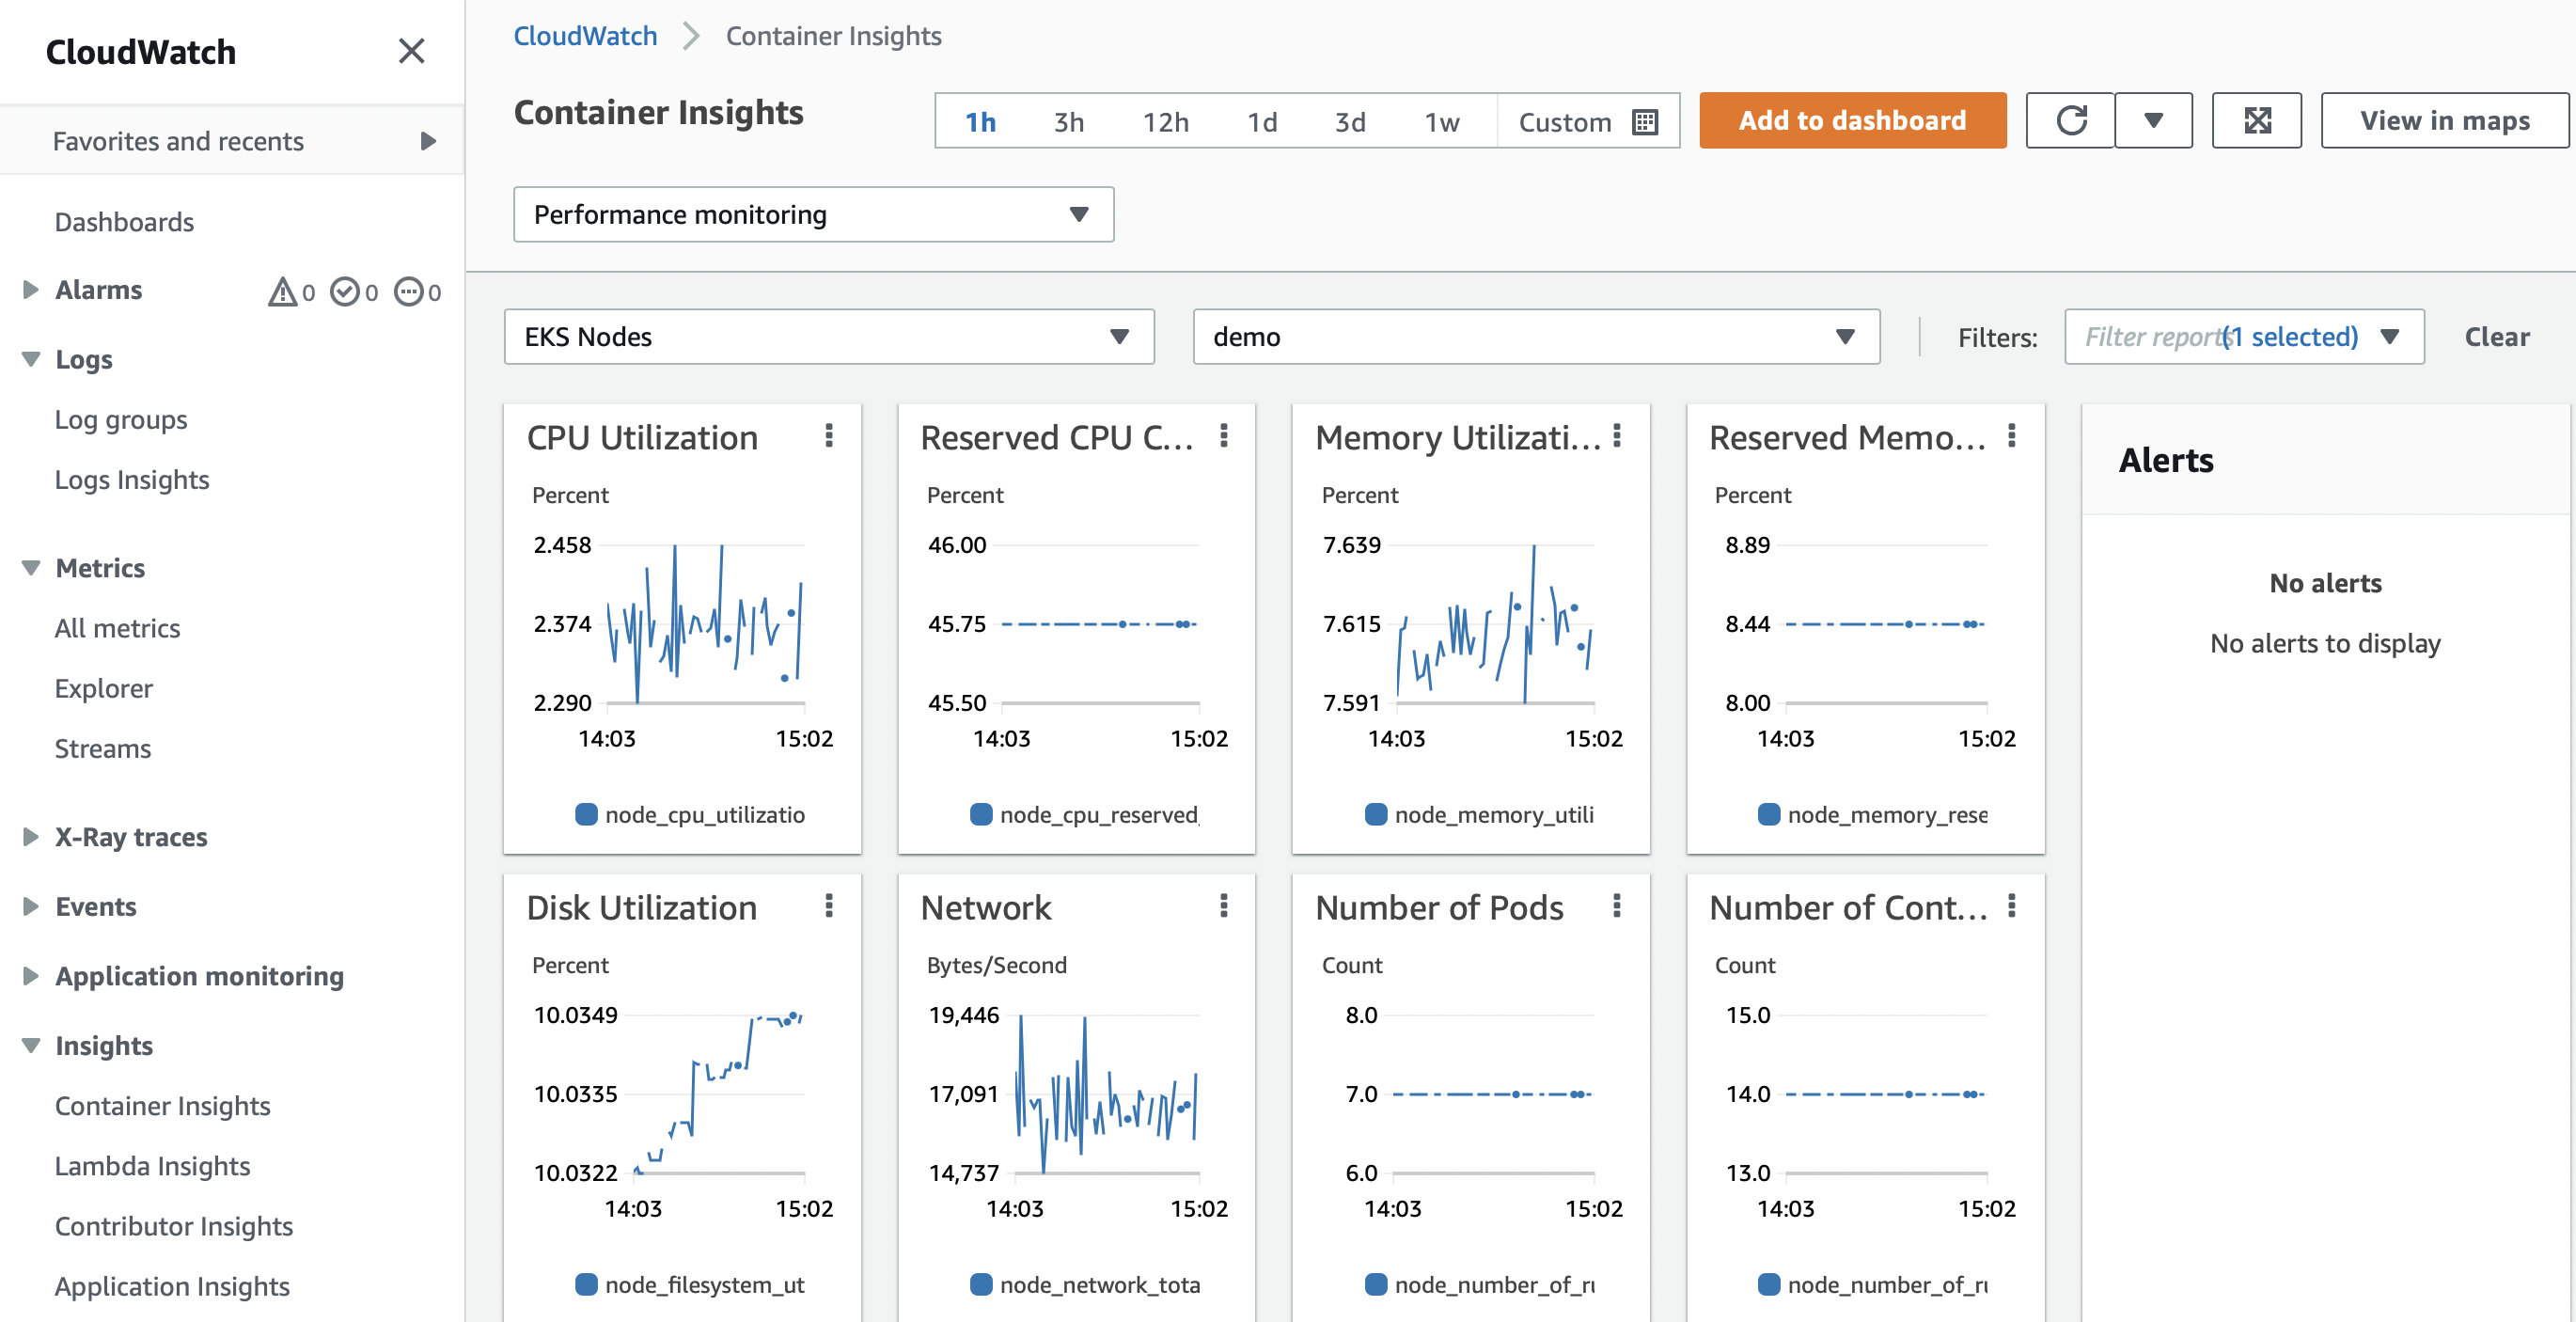 CloudWatch
Favorites and recents
Dashboards
Alarms 0 0 0
Logs
Log groups
Logs Insights
Metrics
All metrics
Explorer
Streams
X-Ray traces
Events
Application monitoring
Insights
Container Insights
Lambda Insights
Contributor Insights
Application Insights
CloudWatch Container Insights
Container Insights
1h 3h 12h 1d 3d 1w Custom
Add to dashboard
View in maps
Performance monitoring
EKS Nodes
demo
Filters:
Filter reports (1 selected)
Clear
CPU Utilization
Percent
2.458
2.374
2.290
14:03 15:02
node_cpu_utilizatio
Reserved CPU C...
Percent
46.00
45.75
45.50
14:03 15:02
node_cpu_reserved_
Memory Utilizati...
Percent
7.639
7.615
7.591
14:03 15:02
node_memory_utili
Reserved Memo...
Percent
8.89
8.44
8.00
14:03 15:02
node_memory_rese
Alerts
No alerts
No alerts to display
Disk Utilization
Percent
10.0349
10.0335
10.0322
14:03 15:02
node_filesystem_ut
Network
Bytes/Second
19,446
17,091
14,737
14:03 15:02
node_network_tota
Number of Pods
Count
8.0
7.0
6.0
14:03 15:02
node_number_of_ru
Number of Cont...
Count
15.0
14.0
13.0
14:03 15:02
node_number_of_ru